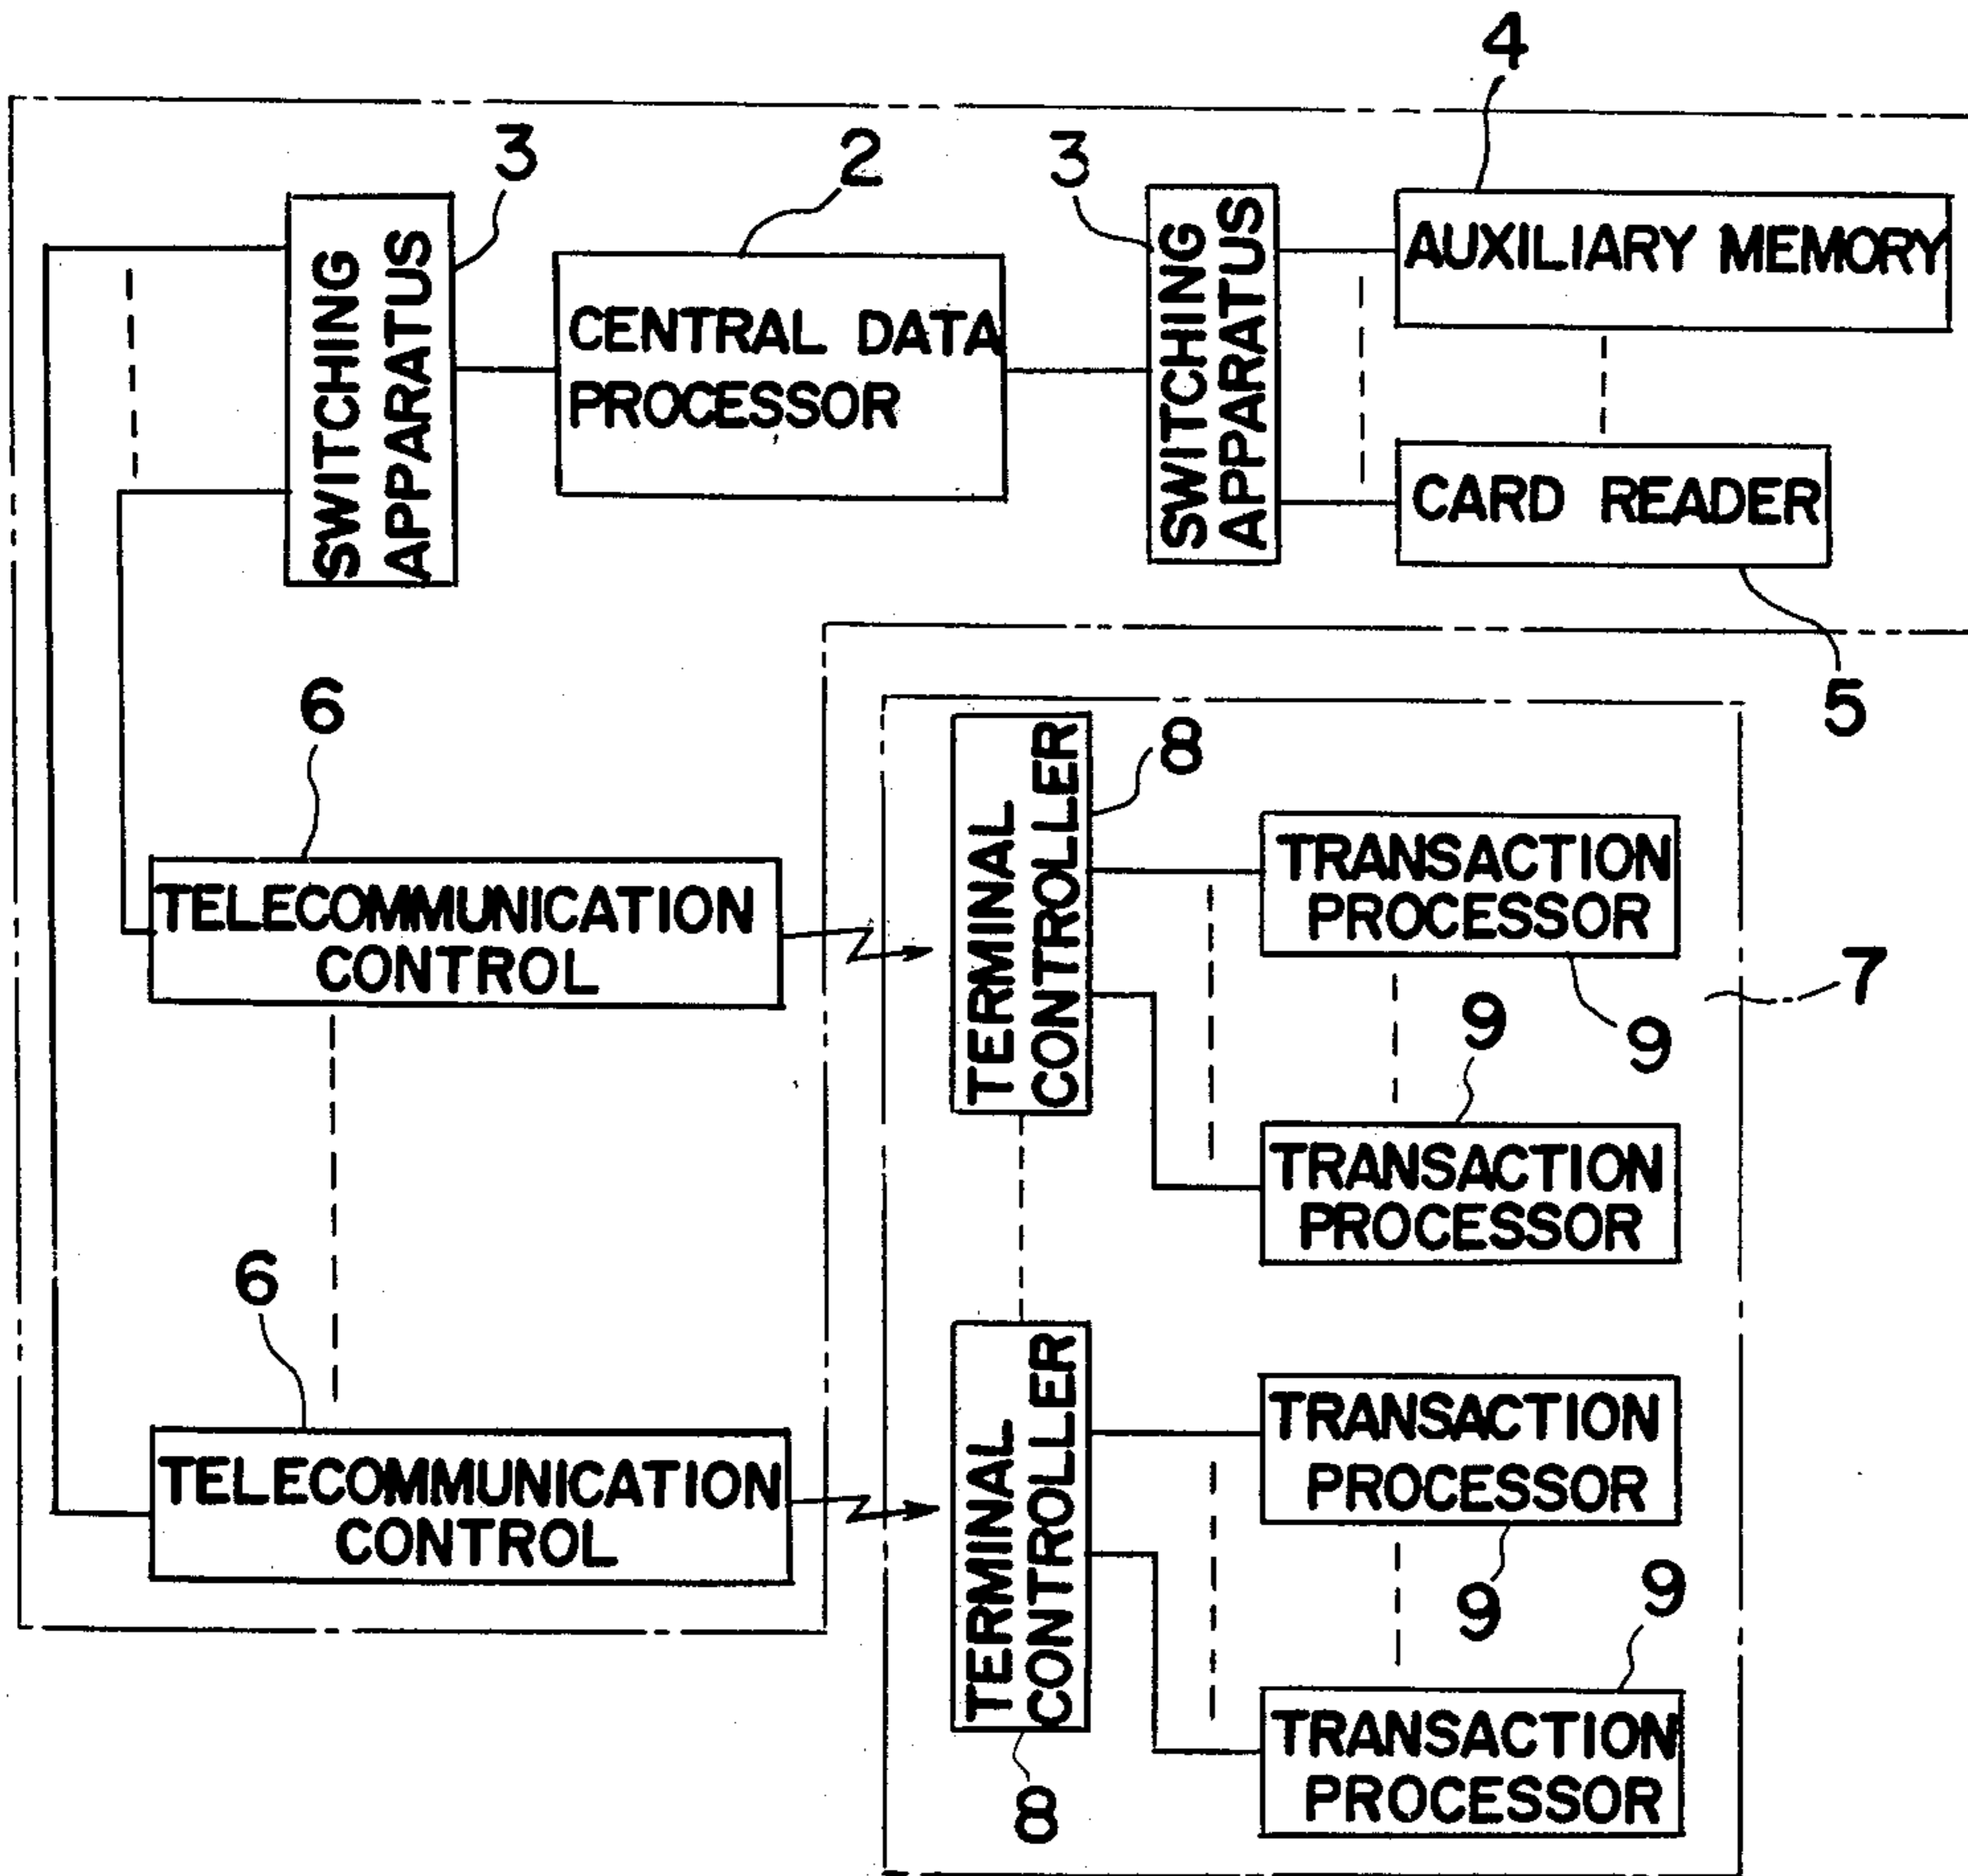 4
3
2
3
SWITCHING
APPARATUS
CENTRAL DATA
PROCESSOR
SWITCHING
APPARATUS
AUXILIARY MEMORY
CARD READER
5
6
TELECOMMUNICATION
CONTROL
TERMINAL
CONTROLLER
8
TRANSACTION
PROCESSOR
7
9
9
TRANSACTION
PROCESSOR
6
TELECOMMUNICATION
CONTROL
TERMINAL
CONTROLLER
TRANSACTION
PROCESSOR
9
9
TRANSACTION
PROCESSOR
8